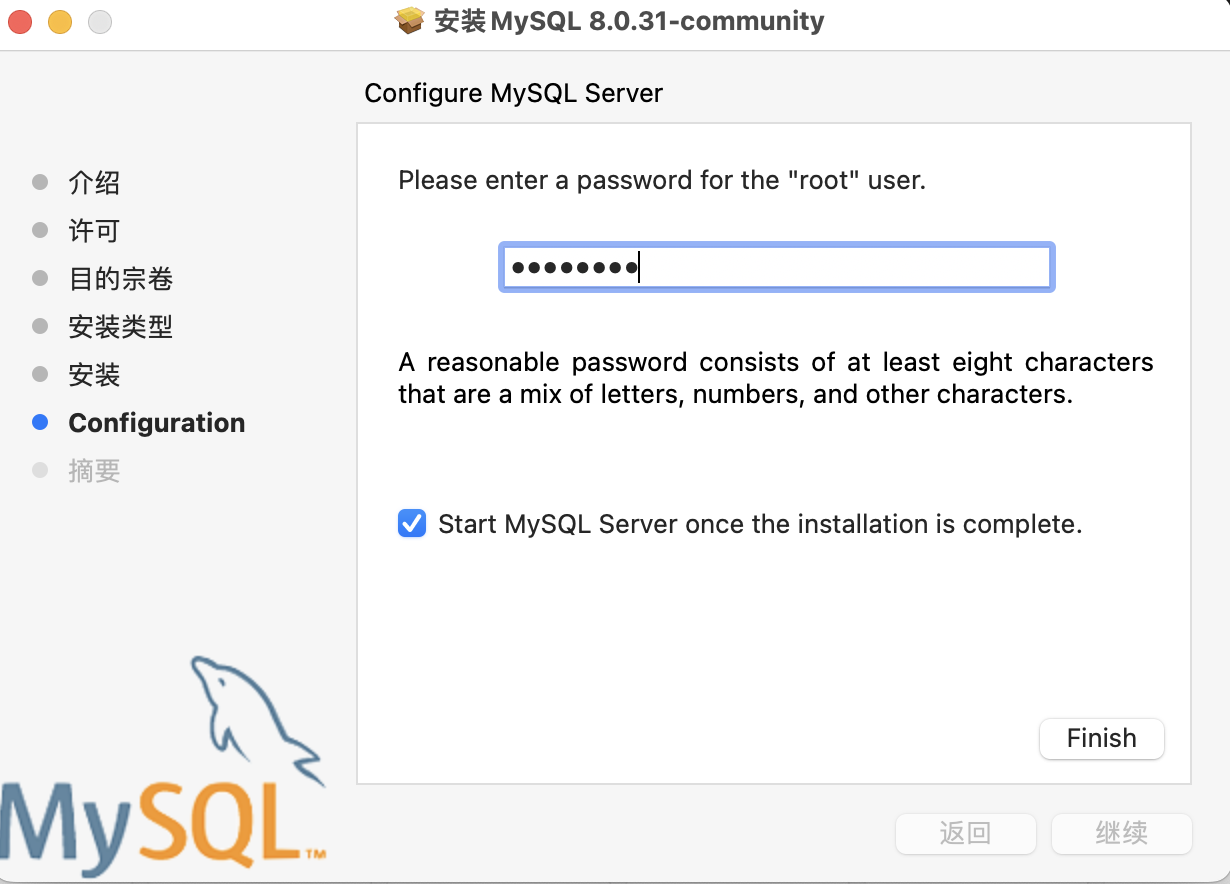 安装 MySQL 8.0.31-community
Configure MySQL Server
介绍
许可
目的宗卷
安装类型
安装
Configuration
摘要
Please enter a password for the "root" user.
••••••••
A reasonable password consists of at least eight characters
that are a mix of letters, numbers, and other characters.
Start MySQL Server once the installation is complete.
Finish
MySQL™
返回
继续